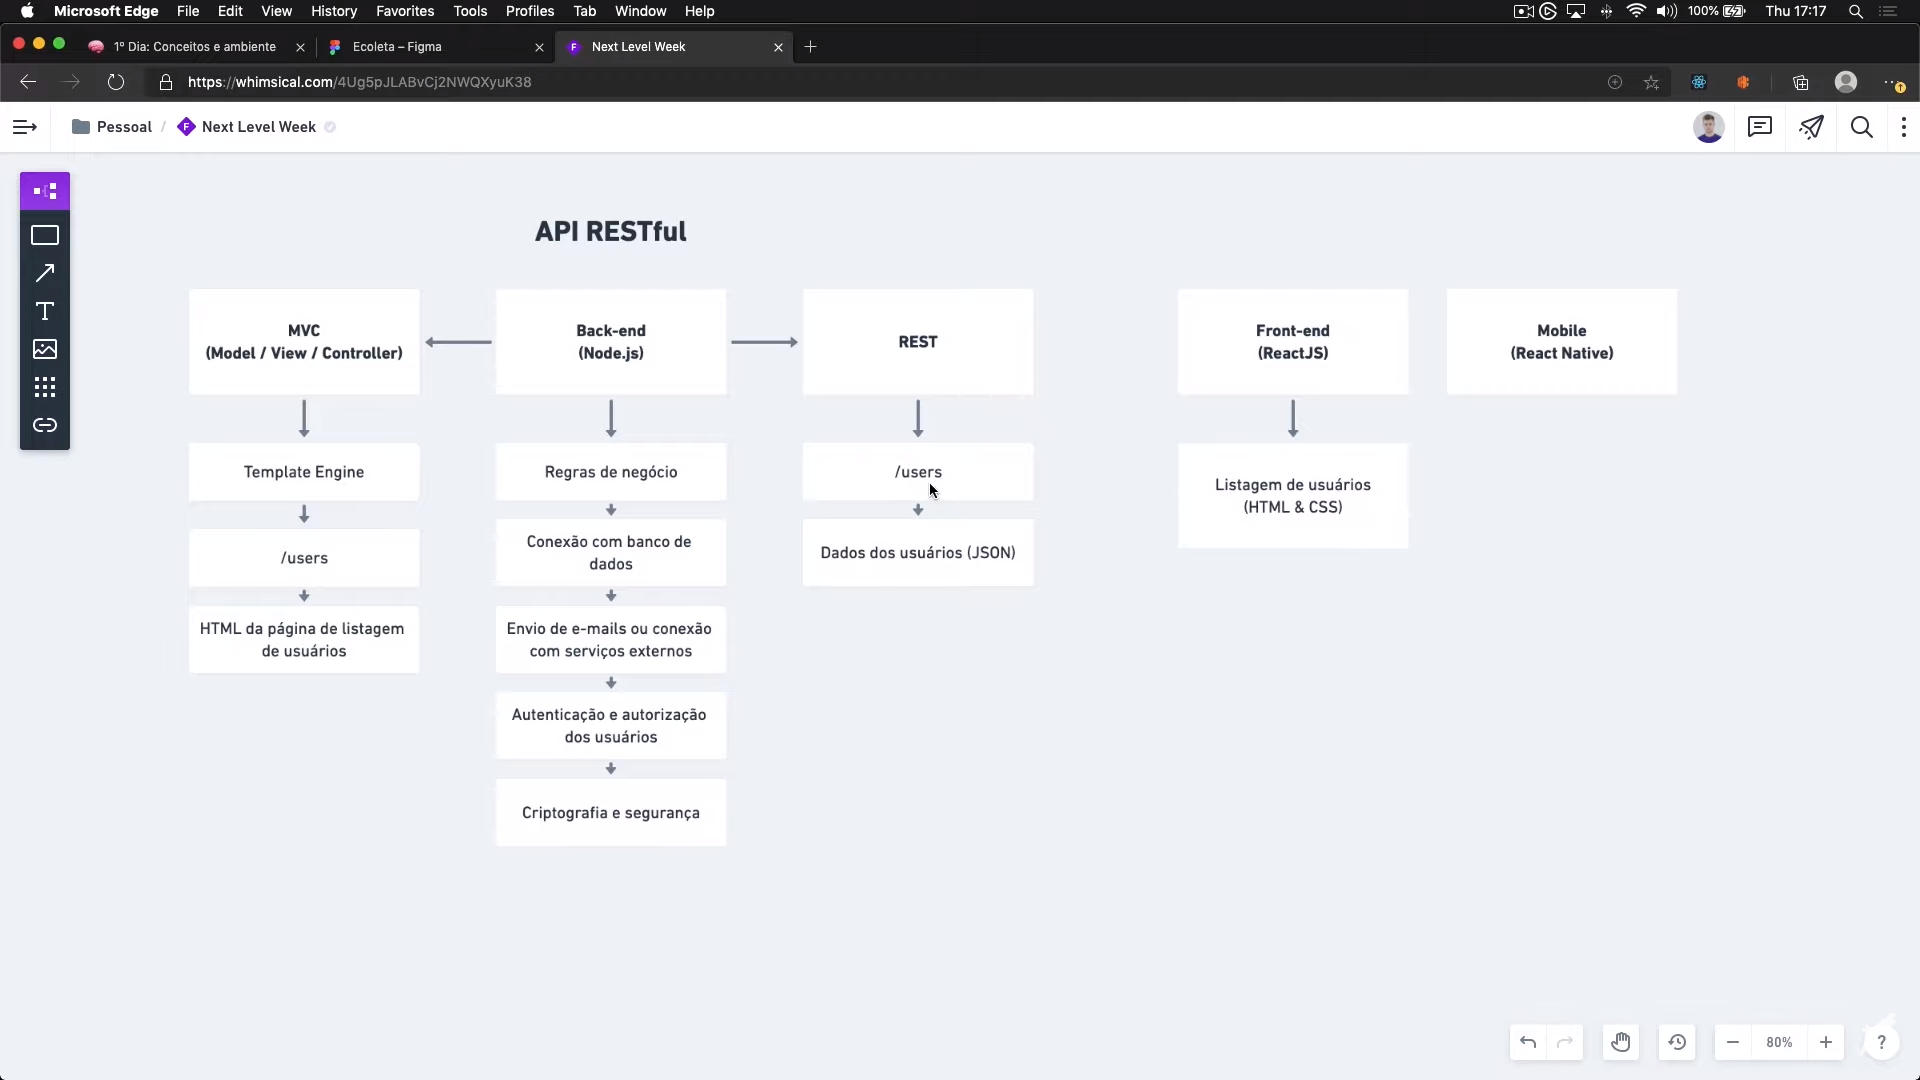 Microsoft Edge File Edit View History Favorites Tools Profiles Tab Window Help
100% Thu 17:17
1º Dia: Conceitos e ambiente
Ecoleta – Figma
Next Level Week
https://whimsical.com/4Ug5pJLABvCj2NWQXyuK38
Pessoal / Next Level Week
API RESTful
MVC
(Model / View / Controller)
Template Engine
/users
HTML da página de listagem
de usuários
Back-end
(Node.js)
Regras de negócio
Conexão com banco de
dados
Envio de e-mails ou conexão
com serviços externos
Autenticação e autorização
dos usuários
Criptografia e segurança
REST
/users
Dados dos usuários (JSON)
Front-end
(ReactJS)
Listagem de usuários
(HTML & CSS)
Mobile
(React Native)
80%
?